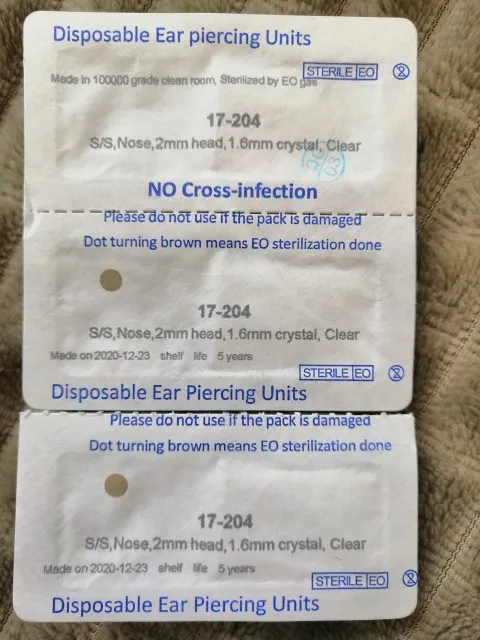 Disposable Ear piercing Units
STERILE EO
Made in 100000 grade clean room, Sterilized by EO gas
17-204
S/S,Nose,2mm head,1.6mm crystal, Clear
NO Cross-infection
Please do not use if the pack is damaged
Dot turning brown means EO sterilization done
17-204
S/S,Nose,2mm head,1.6mm crystal, Clear
Made on 2020-12-23 shelf life 5 years
STERILE EO
Disposable Ear Piercing Units
Please do not use if the pack is damaged
Dot turning brown means EO sterilization done
17-204
S/S,Nose,2mm head,1.6mm crystal, Clear
Made on 2020-12-23 shelf life 5 years
STERILE EO
Disposable Ear Piercing Units